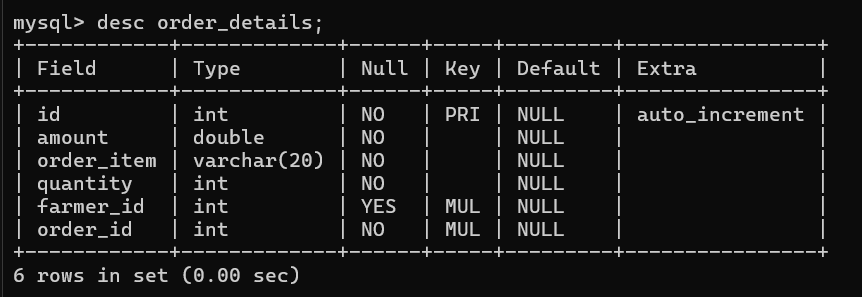 mysql> desc order_details;
+------------+-------------+------+-----+---------+----------------+
| Field      | Type        | Null | Key | Default | Extra          |
+------------+-------------+------+-----+---------+----------------+
| id         | int         | NO   | PRI | NULL    | auto_increment |
| amount     | double      | NO   |     | NULL    |                |
| order_item | varchar(20) | NO   |     | NULL    |                |
| quantity   | int         | NO   |     | NULL    |                |
| farmer_id  | int         | YES  | MUL | NULL    |                |
| order_id   | int         | NO   | MUL | NULL    |                |
+------------+-------------+------+-----+---------+----------------+
6 rows in set (0.00 sec)